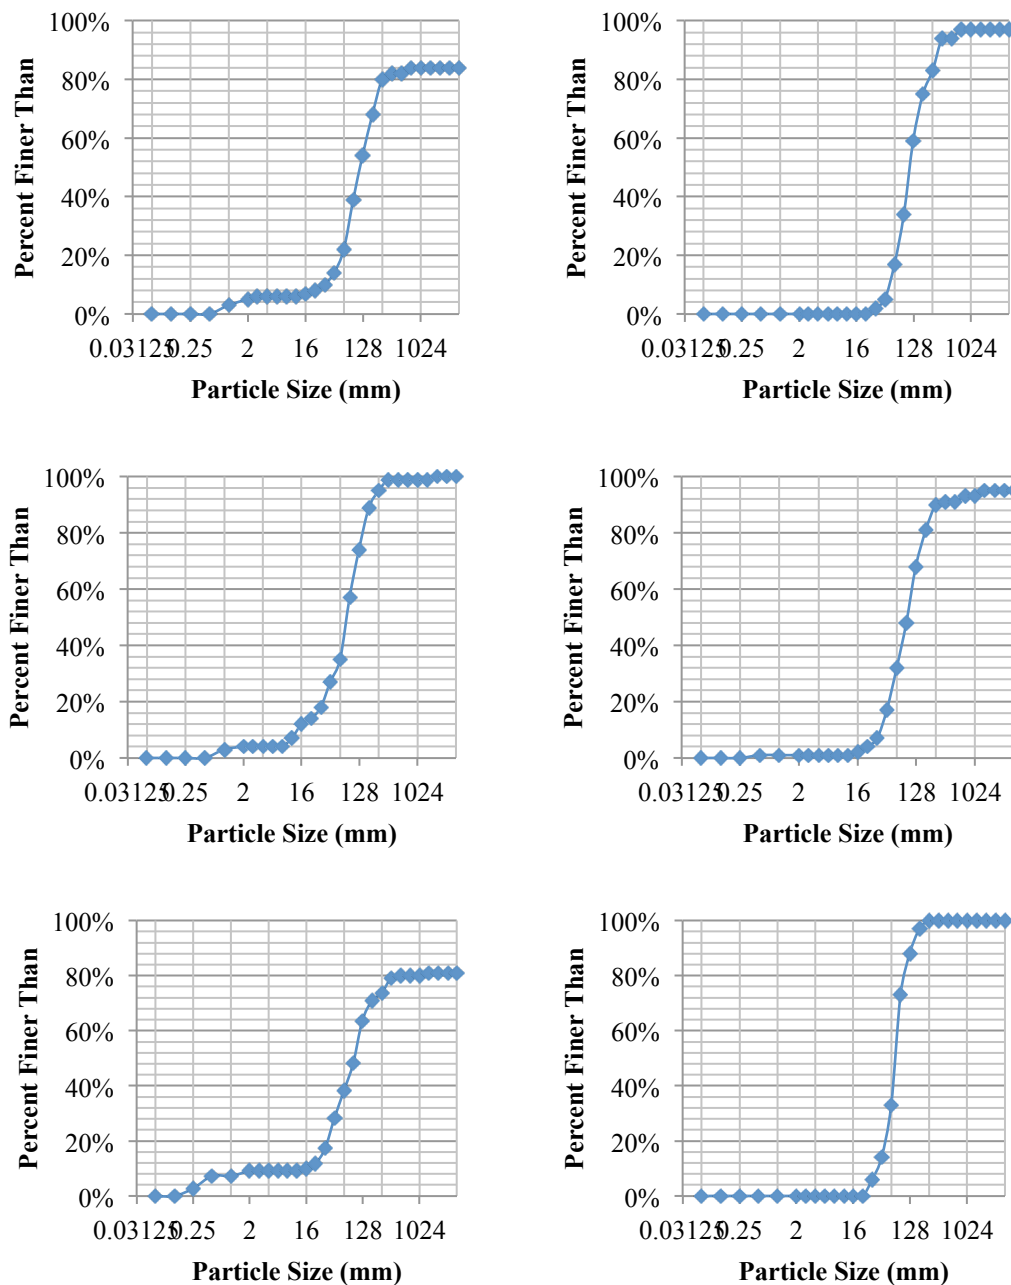 100%
80%
60%
40%
20%
0%
Percent Finer Than
0.03125 0.25 2 16 128 1024
Particle Size (mm)
100%
80%
60%
40%
20%
0%
Percent Finer Than
0.03125 0.25 2 16 128 1024
Particle Size (mm)
100%
80%
60%
40%
20%
0%
Percent Finer Than
0.03125 0.25 2 16 128 1024
Particle Size (mm)
100%
80%
60%
40%
20%
0%
Percent Finer Than
0.03125 0.25 2 16 128 1024
Particle Size (mm)
100%
80%
60%
40%
20%
0%
Percent Finer Than
0.03125 0.25 2 16 128 1024
Particle Size (mm)
100%
80%
60%
40%
20%
0%
Percent Finer Than
0.03125 0.25 2 16 128 1024
Particle Size (mm)